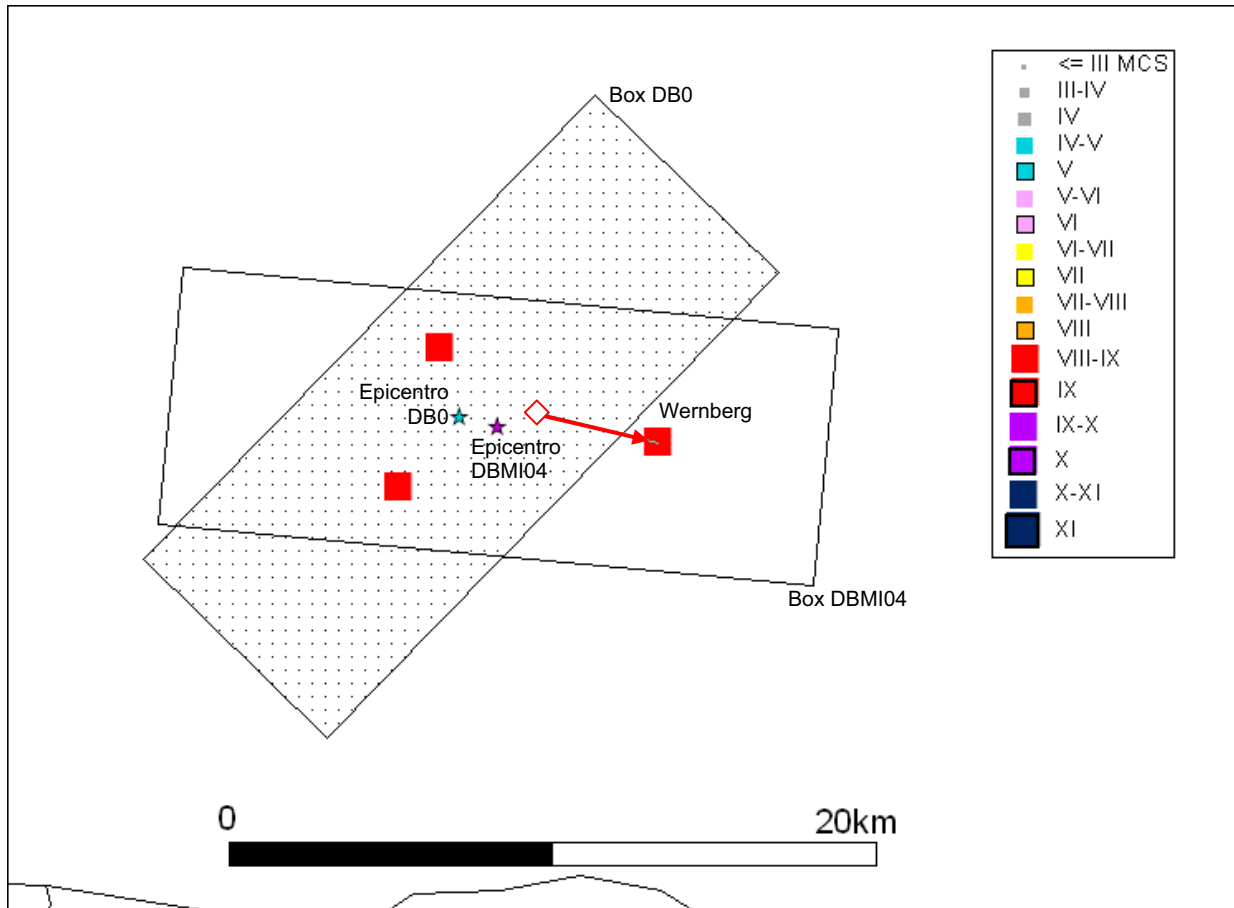 Box DB0
Epicentro
DB0
Epicentro
DBMI04
Wernberg
Box DBMI04
0
20km
<= III MCS
III-IV
IV
IV-V
V
V-VI
VI
VI-VII
VII
VII-VIII
VIII
VIII-IX
IX
IX-X
X
X-XI
XI